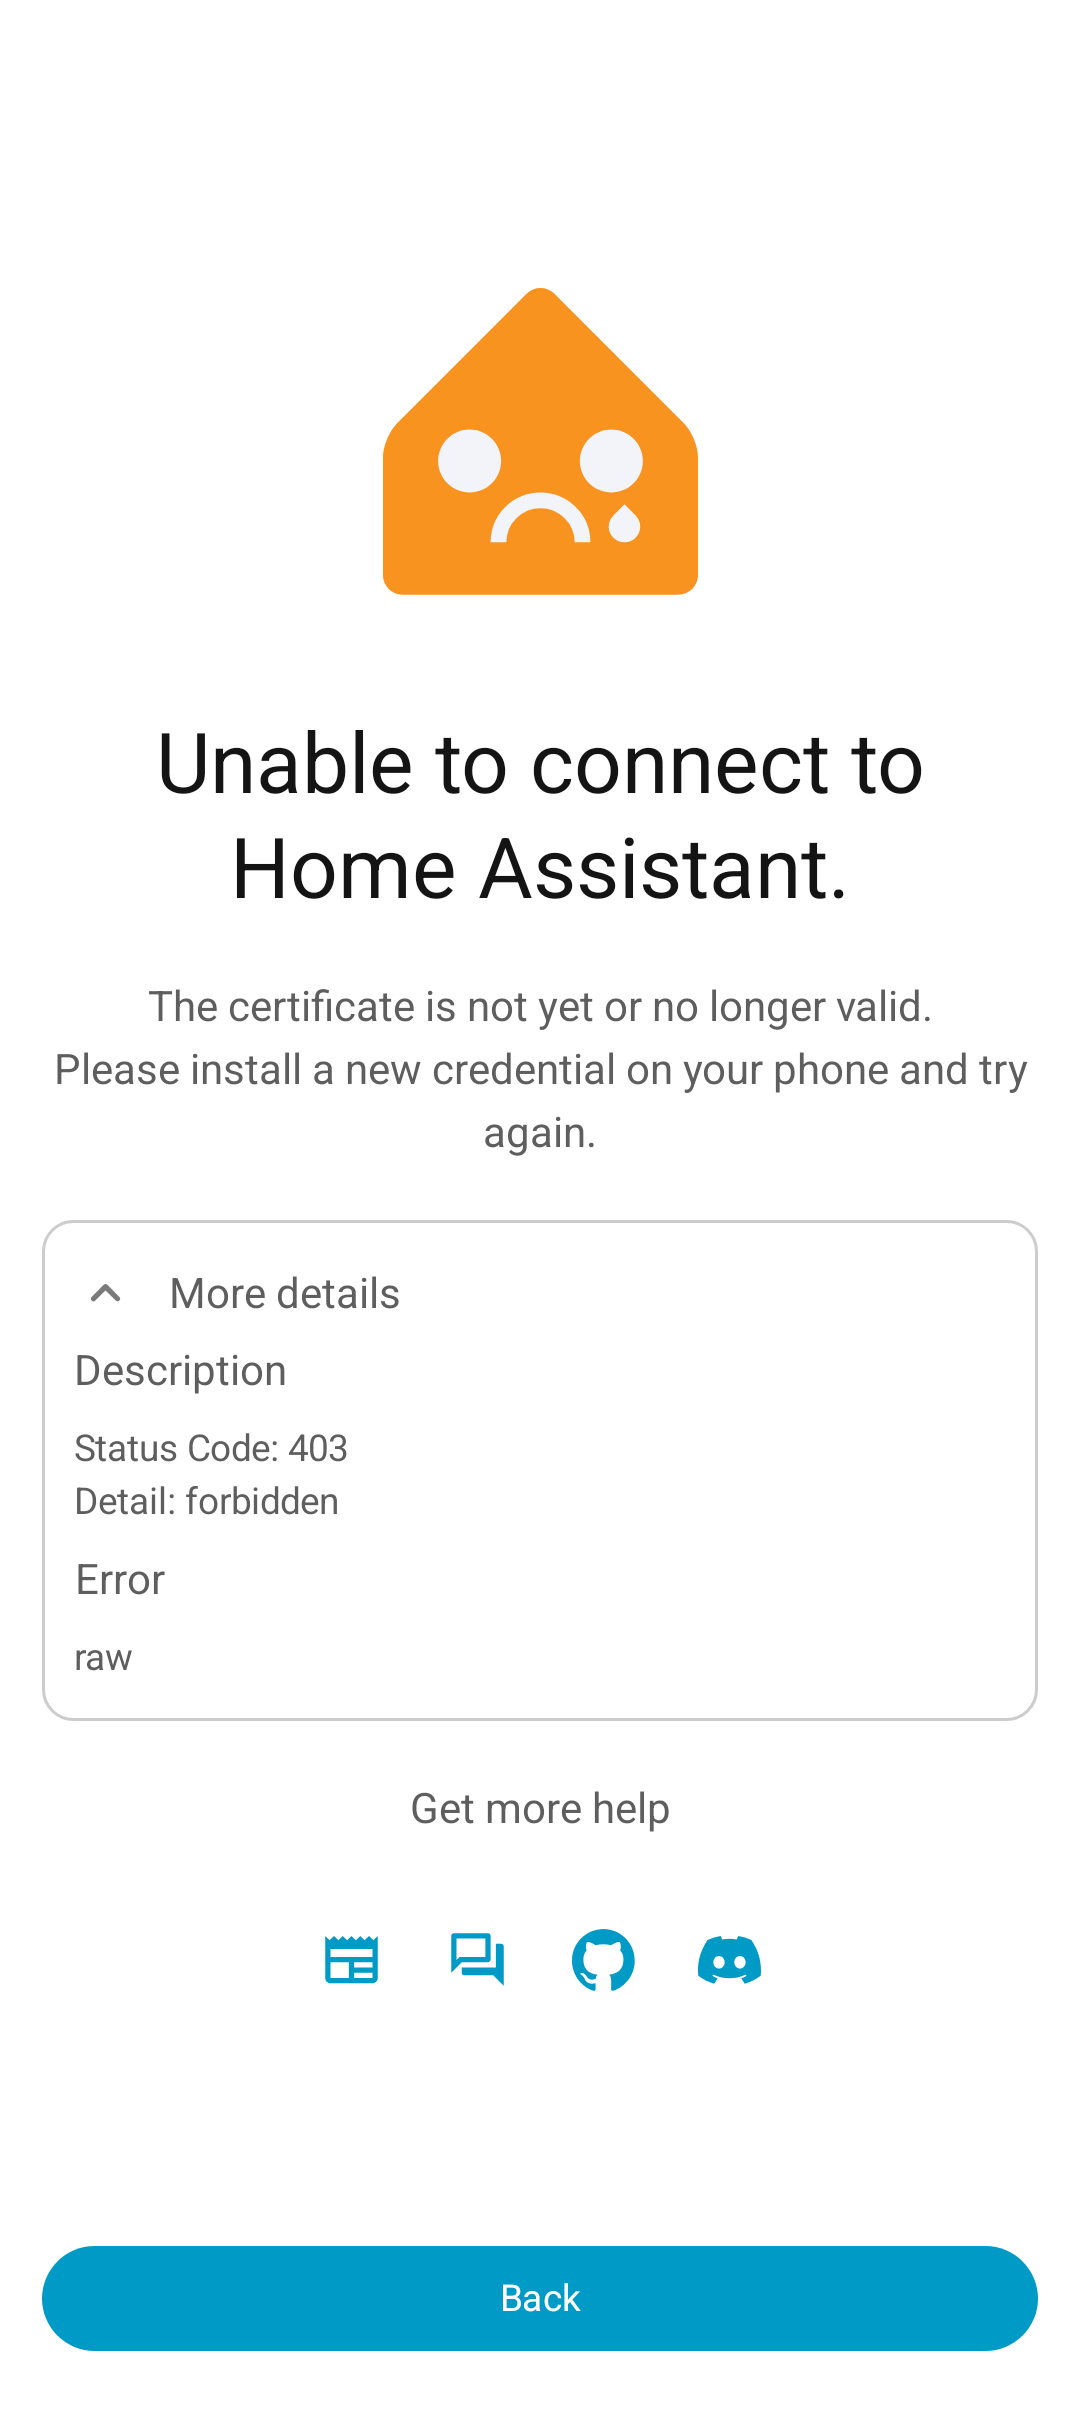 Unable to connect to
Home Assistant.
The certificate is not yet or no longer valid.
Please install a new credential on your phone and try
again.
More details
Description
Status Code: 403
Detail: forbidden
Error
raw
Get more help
Back